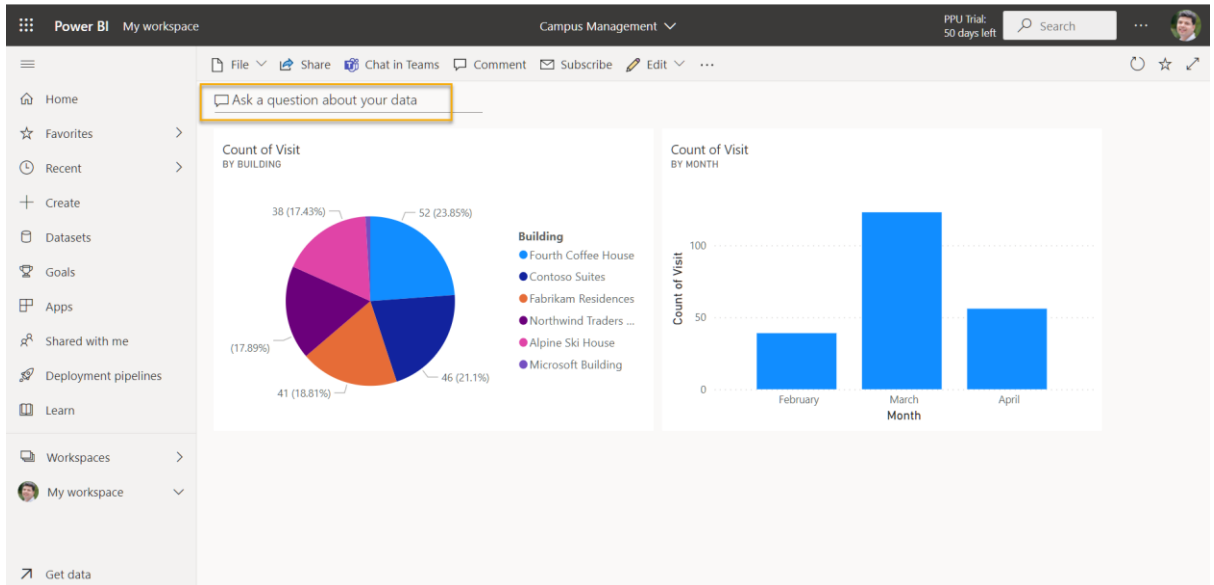 Power BI My workspace
Campus Management
PPU Trial:
50 days left
Search
File
Share
Chat in Teams
Comment
Subscribe
Edit
Home
Favorites
Recent
Create
Datasets
Goals
Apps
Shared with me
Deployment pipelines
Learn
Workspaces
My workspace
Get data
Ask a question about your data
Count of Visit
BY BUILDING
38 (17.43%)
52 (23.85%)
(17.89%)
46 (21.1%)
41 (18.81%)
Building
Fourth Coffee House
Contoso Suites
Fabrikam Residences
Northwind Traders ...
Alpine Ski House
Microsoft Building
Count of Visit
BY MONTH
Count of Visit
100
50
0
February
March
April
Month